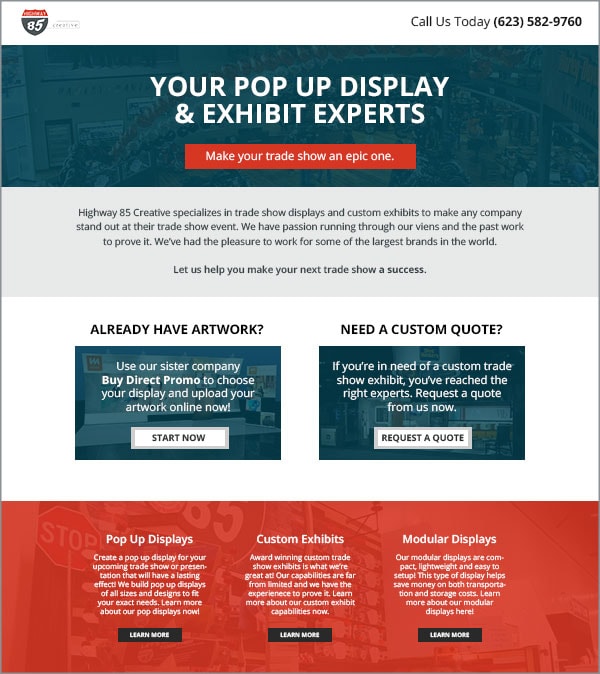 HIGHWAY
85
creative
Call Us Today (623) 582-9760
YOUR POP UP DISPLAY
& EXHIBIT EXPERTS
Make your trade show an epic one.
Highway 85 Creative specializes in trade show displays and custom exhibits to make any company
stand out at their trade show event. We have passion running through our viens and the past work
to prove it. We've had the pleasure to work for some of the largest brands in the world.
Let us help you make your next trade show a success.
ALREADY HAVE ARTWORK?
Use our sister company
Buy Direct Promo to choose
your display and upload your
artwork online now!
START NOW
NEED A CUSTOM QUOTE?
If you're in need of a custom trade
show exhibit, you've reached the
right experts. Request a quote
from us now.
REQUEST A QUOTE
STOP
85
Pop Up Displays
Create a pop up display for your
upcoming trade show or presen-
tation that will have a lasting
effect! We build pop up displays
of all sizes and designs to fit
your exact needs. Learn more
about our pop displays now!
LEARN MORE
Custom Exhibits
Award winning custom trade
show exhibits is what we're
great at! Our capabilities are far
from limited and we have the
experienece to prove it. Learn
more about our custom exhibit
capabilities now.
LEARN MORE
Modular Displays
Our modular displays are com-
pact, lightweight and easy to
setup! This type of display helps
save money on both transporta-
tion and storage costs. Learn
more about our modular
displays here!
LEARN MORE